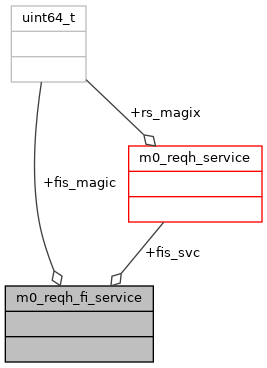 uint64_t
+rs_magix
m0_reqh_service
+fis_magic
+fis_svc
m0_reqh_fi_service